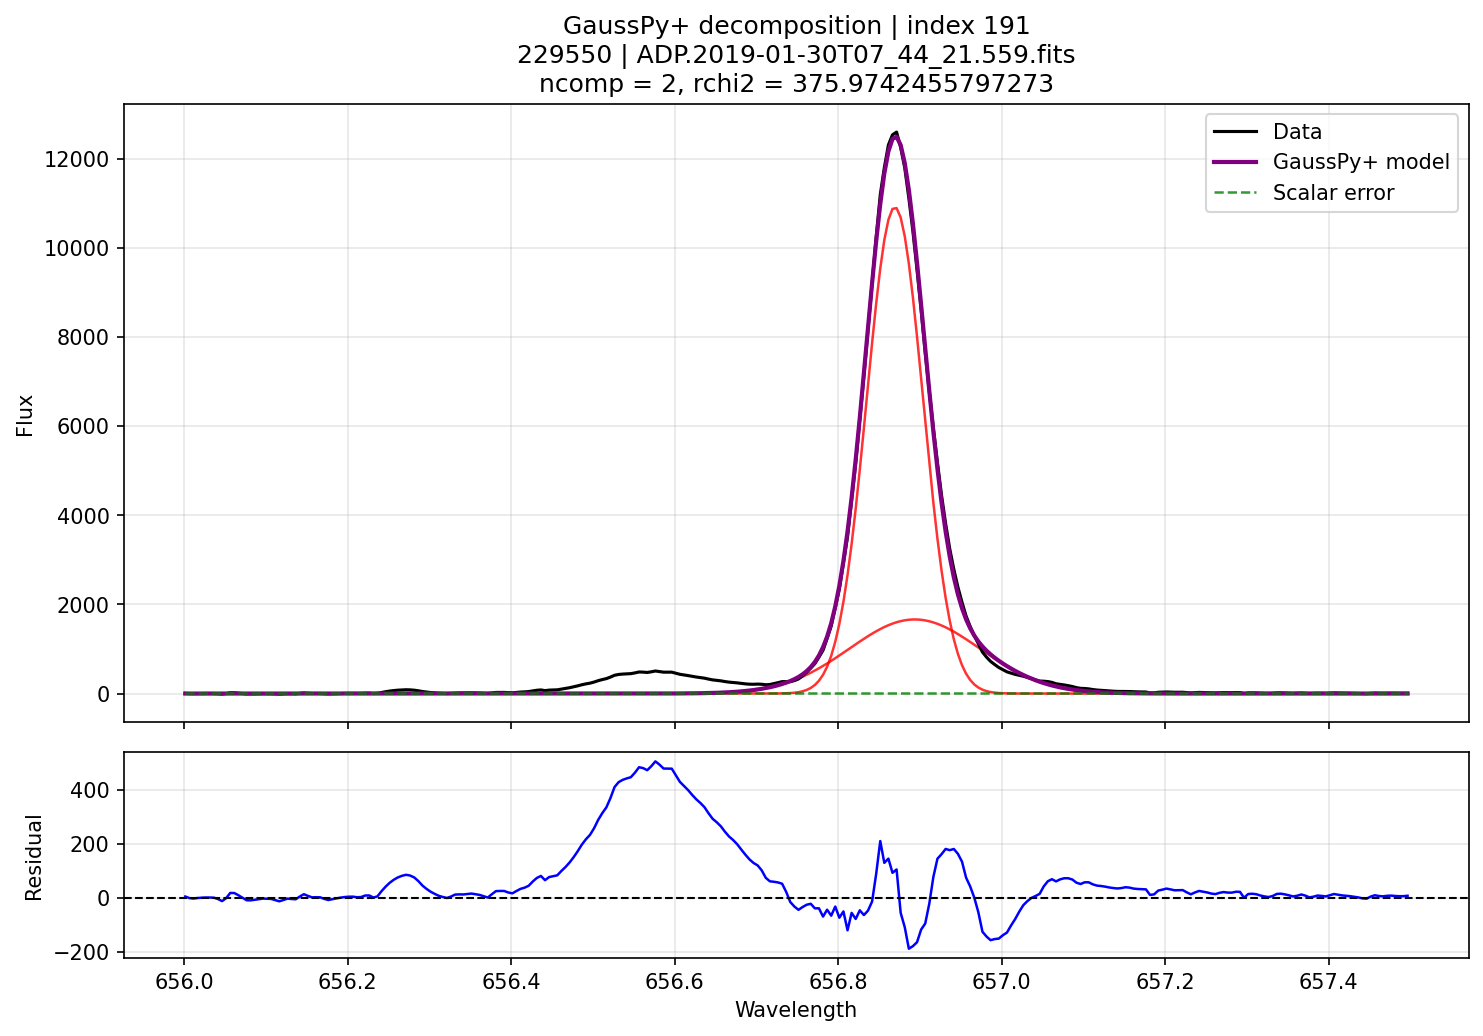 GaussPy+ decomposition | index 191
229550 | ADP.2019-01-30T07_44_21.559.fits
ncomp = 2, rchi2 = 375.9742455797273
Data
GaussPy+ model
Scalar error
12000
10000
8000
6000
4000
2000
0
Flux
400
200
0
−200
Residual
656.0 656.2 656.4 656.6 656.8 657.0 657.2 657.4
Wavelength